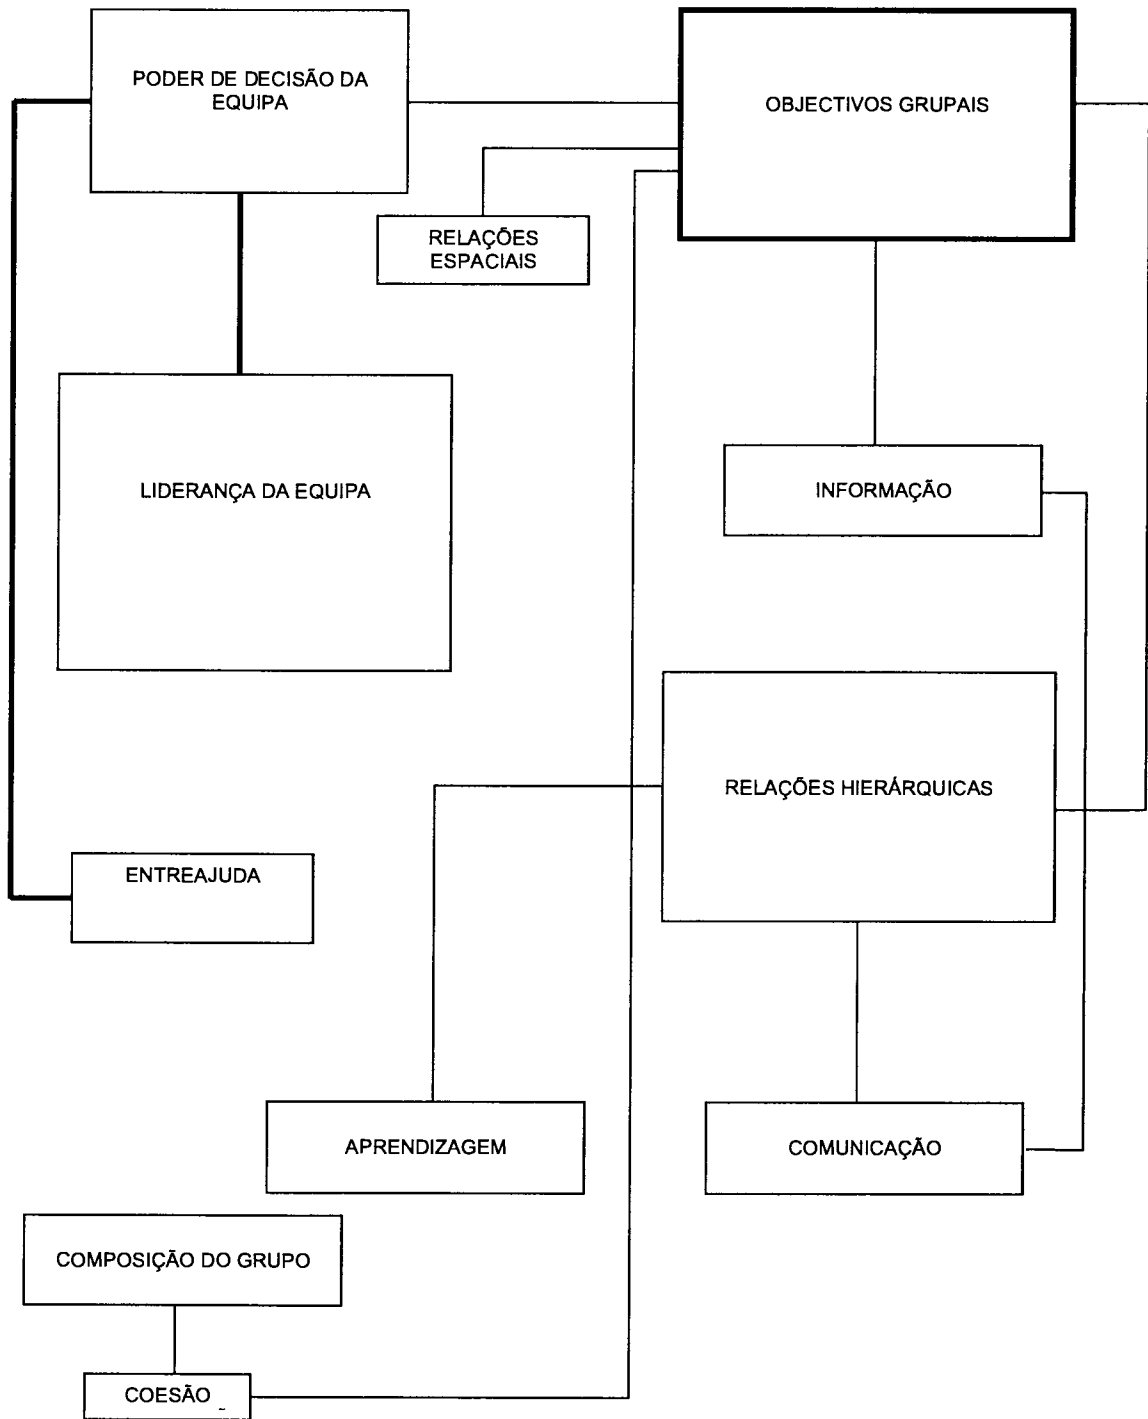 PODER DE DECISÃO DA
EQUIPA
OBJECTIVOS GRUPAIS
RELAÇÕES
ESPACIAIS
LIDERANÇA DA EQUIPA
INFORMAÇÃO
RELAÇÕES HIERÁRQUICAS
ENTREAJUDA
APRENDIZAGEM
COMUNICAÇÃO
COMPOSIÇÃO DO GRUPO
COESÃO